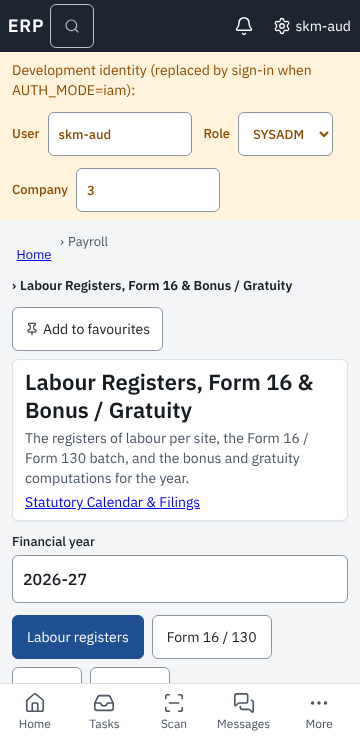 ERP
skm-aud
Development identity (replaced by sign-in when
AUTH_MODE=iam):
User skm-aud Role SYSADM
Company 3
Home › Payroll
› Labour Registers, Form 16 & Bonus / Gratuity
Add to favourites
Labour Registers, Form 16 &
Bonus / Gratuity
The registers of labour per site, the Form 16 /
Form 130 batch, and the bonus and gratuity
computations for the year.
Statutory Calendar & Filings
Financial year
2026-27
Labour registers Form 16 / 130
Home Tasks Scan Messages More